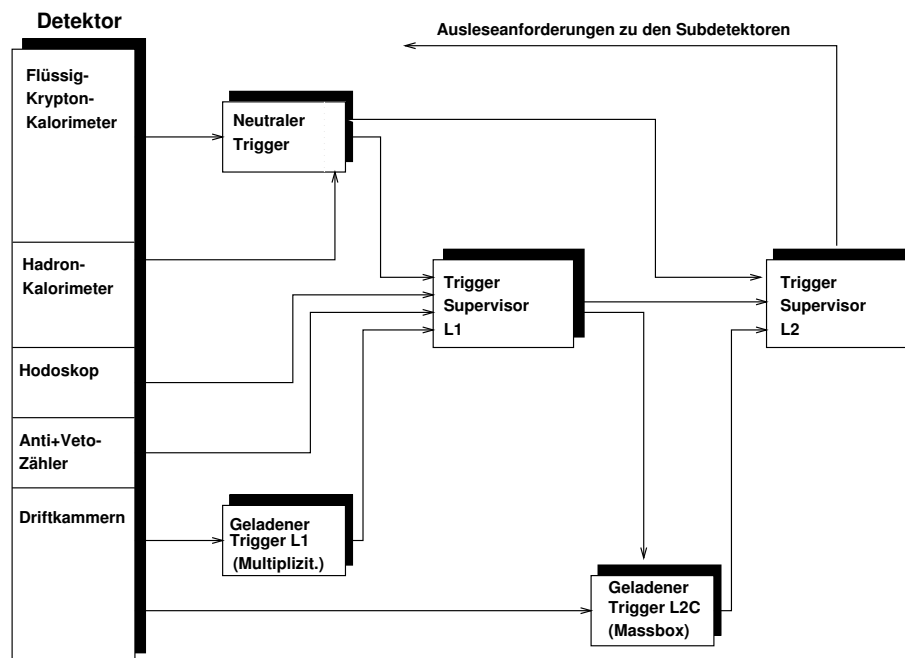 Detektor
Ausleseanforderungen zu den Subdetektoren
Flüssig-
Krypton-
Kalorimeter
Neutraler
Trigger
Hadron-
Kalorimeter
Trigger
Supervisor
L1
Trigger
Supervisor
L2
Hodoskop
Anti+Veto-
Zähler
Driftkammern
Geladener
Trigger L1
(Multiplizit.)
Geladener
Trigger L2C
(Massbox)